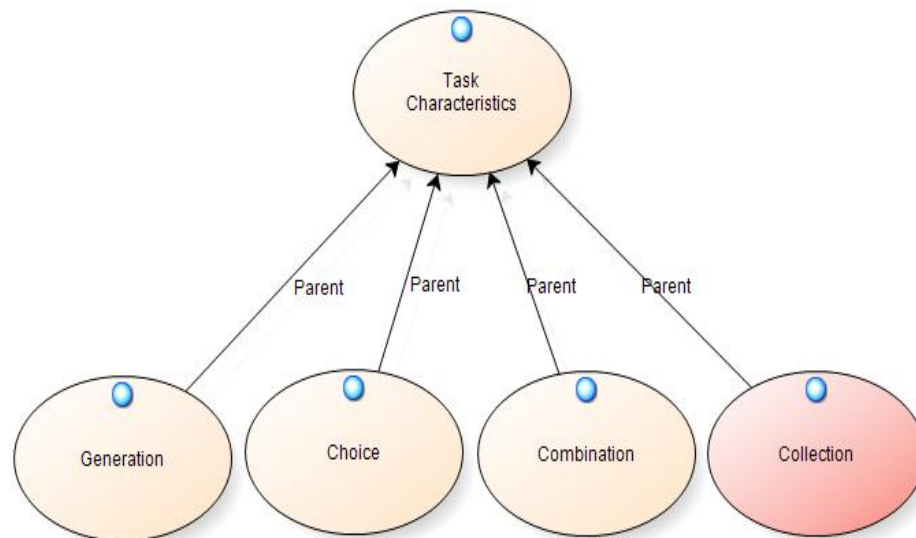 Task
Characteristics
Parent
Parent
Parent
Parent
Generation
Choice
Combination
Collection